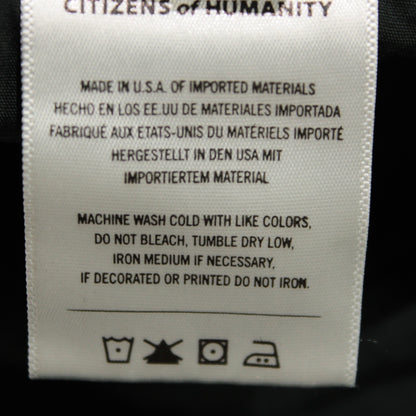 CITIZENS of HUMANITY
MADE IN U.S.A. OF IMPORTED MATERIALS
HECHO EN LOS EE.UU DE MATERIALES IMPORTADA
FABRIQUÉ AUX ETATS-UNIS DU MATÉRIELS IMPORTÉ
HERGESTELLT IN DEN USA MIT
IMPORTIERTEM MATERIAL
MACHINE WASH COLD WITH LIKE COLORS,
DO NOT BLEACH, TUMBLE DRY LOW,
IRON MEDIUM IF NECESSARY,
IF DECORATED OR PRINTED DO NOT IRON.